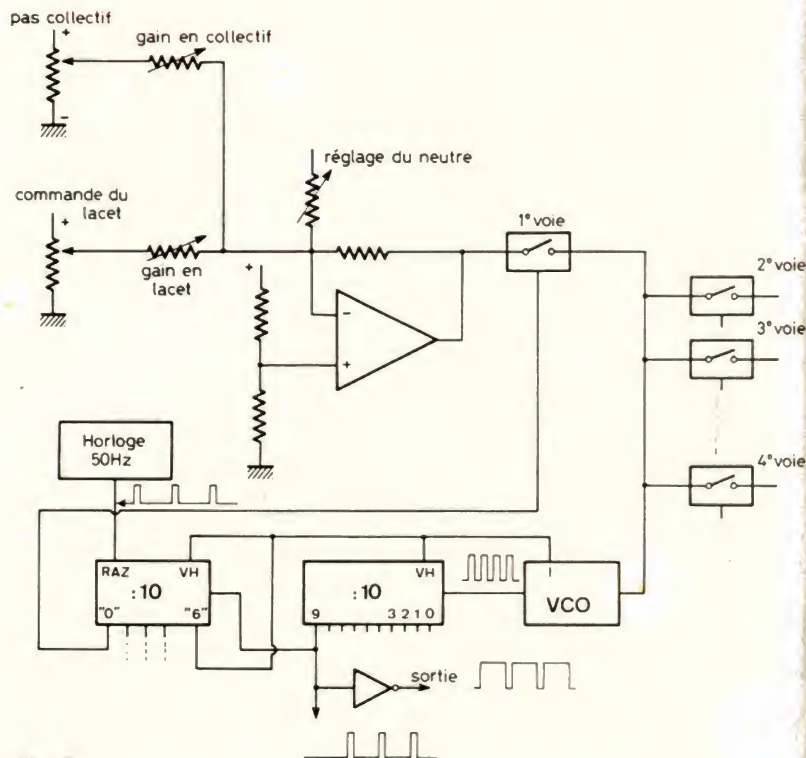 pas collectif
+
gain en collectif
-
réglage du neutre
commande du
lacet
+
gain en
lacet
+
-
+
1° voie
2° voie
3° voie
4° voie
Horloge
50Hz
RAZ VH
:10
"0" "6"
VH
:10
9 3 2 1 0
I
VCO
sortie